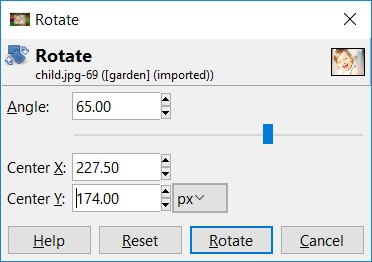 Rotate
Rotate
child.jpg-69 ([garden] (imported))
Angle: 65.00
Center X: 227.50
Center Y: 174.00 px
Help Reset Rotate Cancel